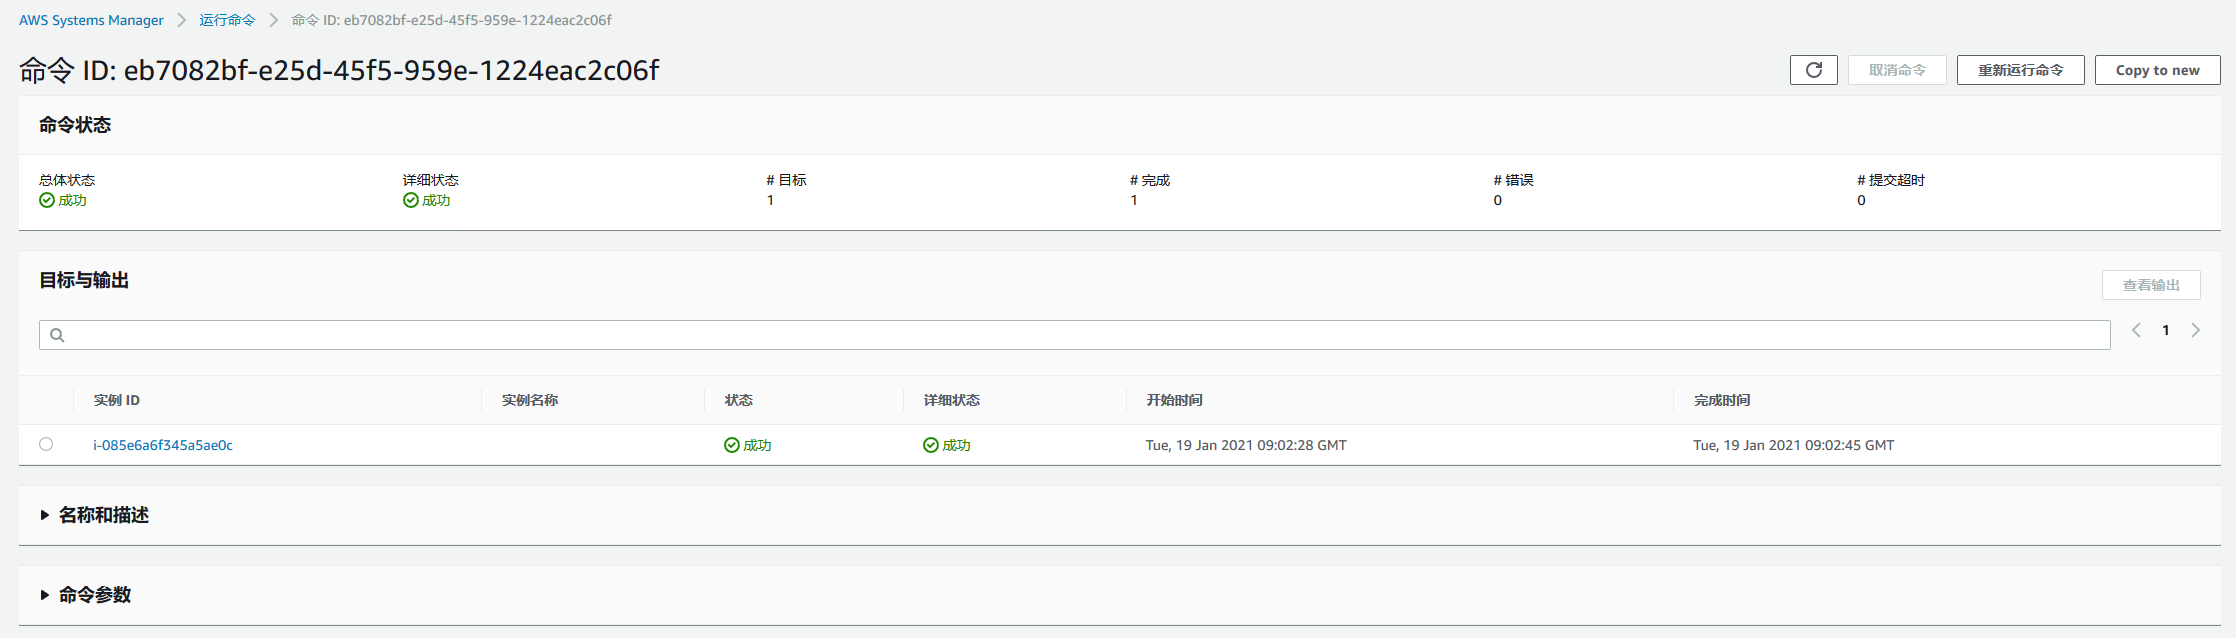 AWS Systems Manager > 运行命令 > 命令 ID: eb7082bf-e25d-45f5-959e-1224eac2c06f
命令 ID: eb7082bf-e25d-45f5-959e-1224eac2c06f
取消命令 重新运行命令 Copy to new
命令状态
总体状态 详细状态 # 目标 # 完成 # 错误 # 提交超时
成功 成功 1 1 0 0
目标与输出
查看输出
1
实例 ID 实例名称 状态 详细状态 开始时间 完成时间
i-085e6a6f345a5ae0c 成功 成功 Tue, 19 Jan 2021 09:02:28 GMT Tue, 19 Jan 2021 09:02:45 GMT
名称和描述
命令参数